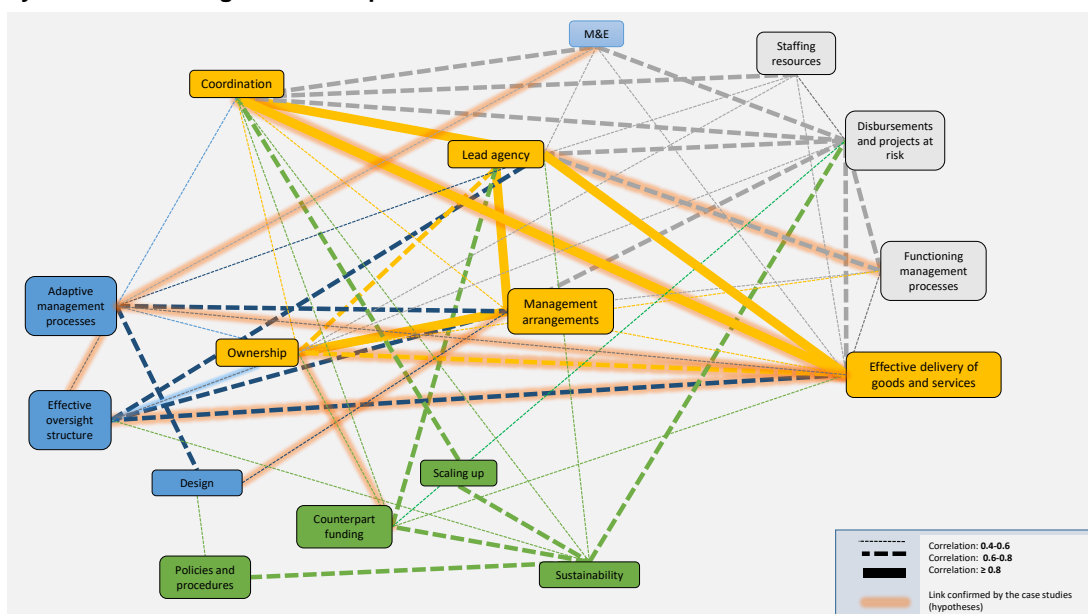 M&E
Staffing
resources
Coordination
Disbursements
and projects at
risk
Lead agency
Functioning
management
processes
Adaptive
management
processes
Management
arrangements
Ownership
Effective delivery of
goods and services
Effective
oversight
structure
Scaling up
Design
Counterpart
funding
Policies and
procedures
Sustainability
Correlation: 0.4-0.6
Correlation: 0.6-0.8
Correlation: ≥ 0.8
Link confirmed by the case studies
(hypotheses)